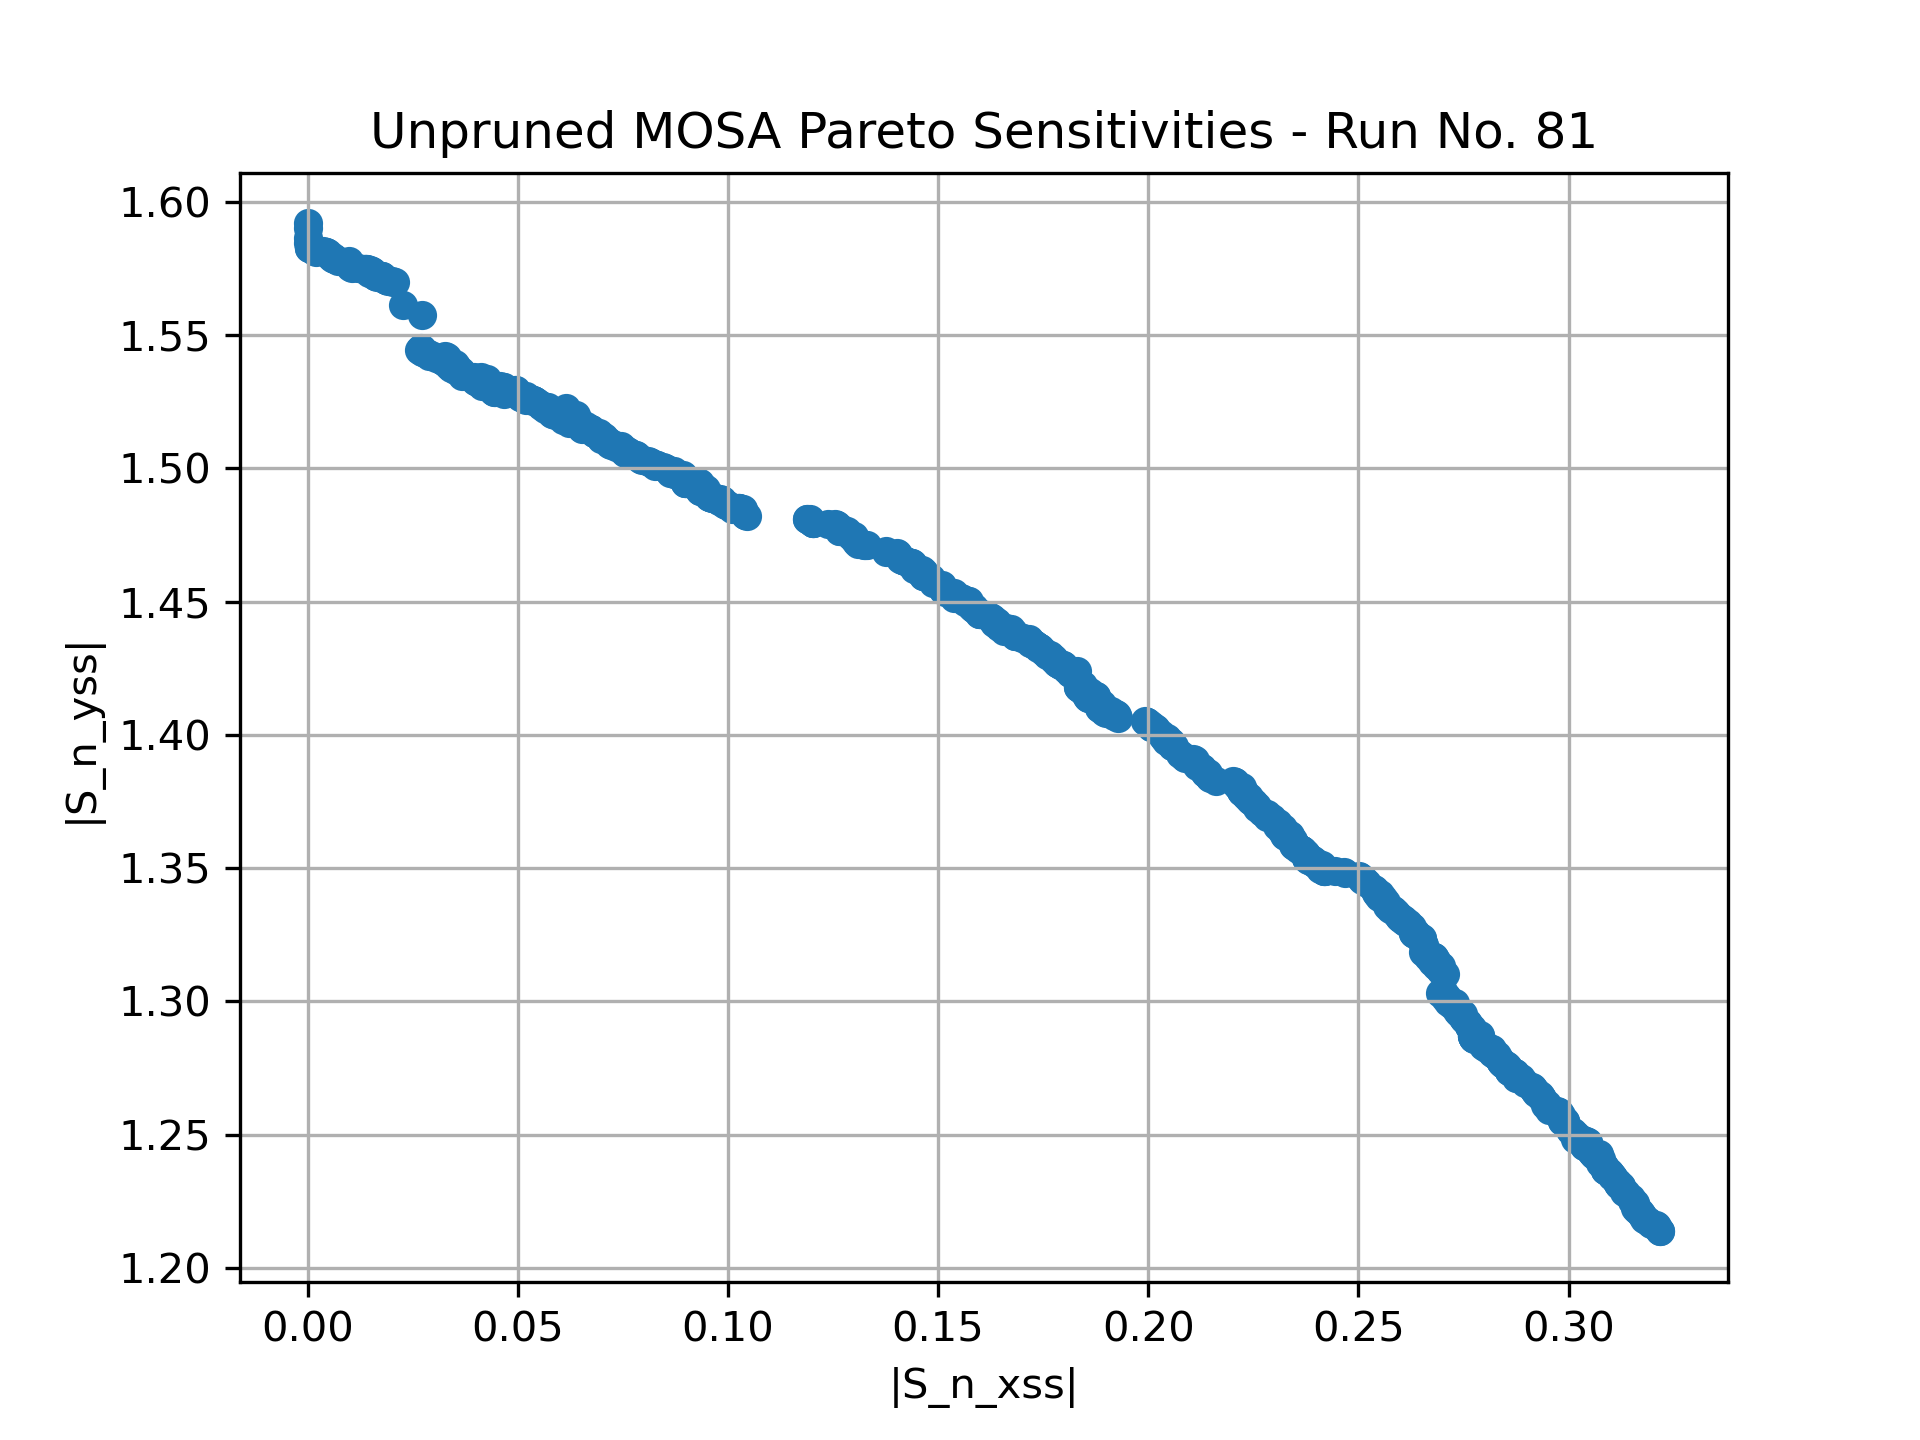 Unpruned MOSA Pareto Sensitivities - Run No. 81
1.60
1.55
1.50
1.45
1.40
1.35
1.30
1.25
1.20
|S_n_yss|
0.00 0.05 0.10 0.15 0.20 0.25 0.30
|S_n_xss|